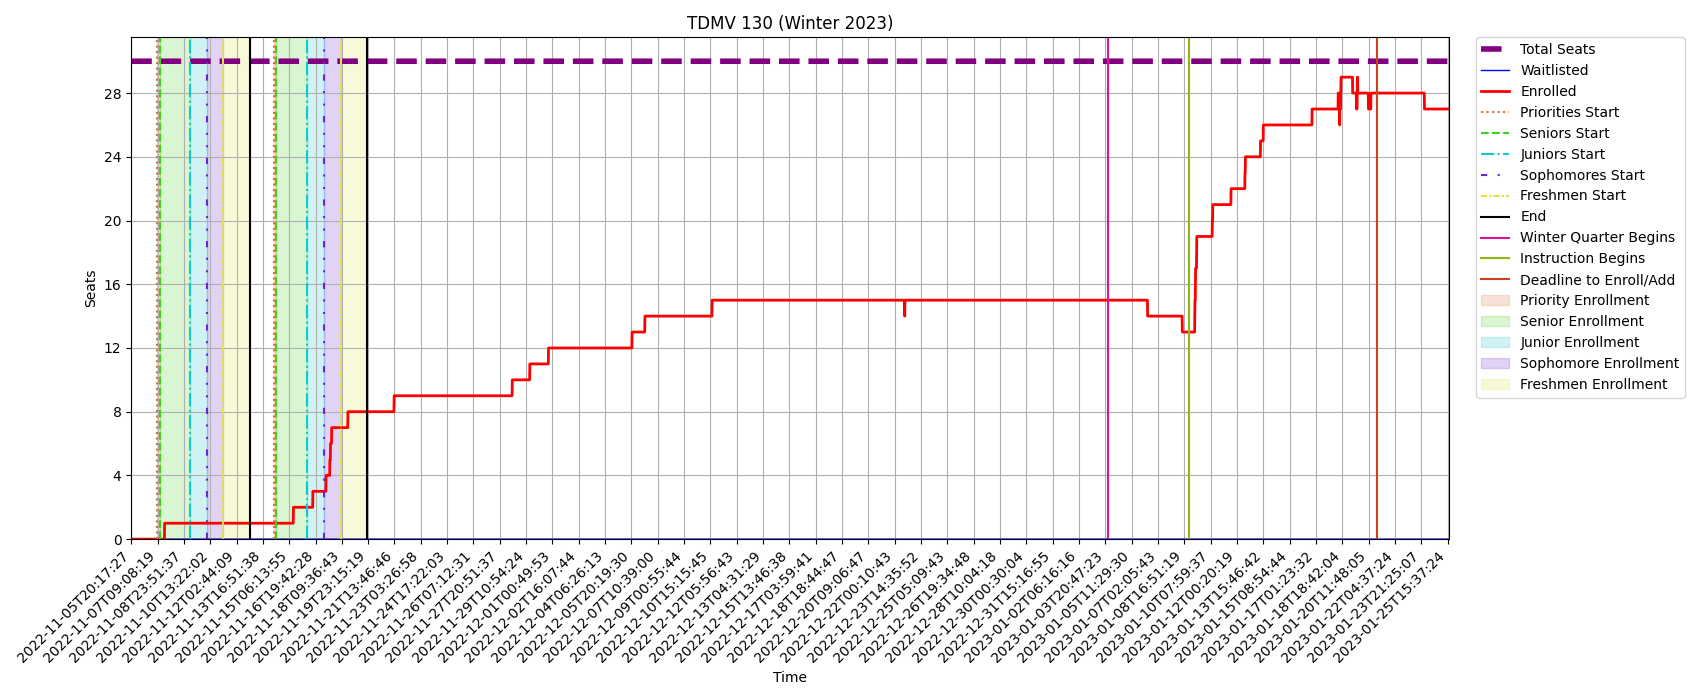 TDMV 130 (Winter 2023)
Total Seats
Waitlisted
Enrolled
Priorities Start
Seniors Start
Juniors Start
Sophomores Start
Freshmen Start
End
Winter Quarter Begins
Instruction Begins
Deadline to Enroll/Add
Priority Enrollment
Senior Enrollment
Junior Enrollment
Sophomore Enrollment
Freshmen Enrollment
Seats
28
24
20
16
12
8
4
0
2022-11-05T20:17:27
2022-11-07T09:08:19
2022-11-08T23:51:37
2022-11-10T13:22:02
2022-11-12T02:44:09
2022-11-13T16:51:38
2022-11-15T06:13:55
2022-11-16T19:42:28
2022-11-18T09:36:43
2022-11-19T23:15:19
2022-11-21T13:46:46
2022-11-23T03:26:58
2022-11-24T17:22:03
2022-11-26T07:12:31
2022-11-27T20:51:37
2022-11-29T10:54:24
2022-12-01T00:49:53
2022-12-02T16:07:44
2022-12-04T06:26:13
2022-12-05T20:19:30
2022-12-07T10:39:00
2022-12-09T00:55:44
2022-12-10T15:15:45
2022-12-12T05:56:43
2022-12-13T04:31:29
2022-12-15T13:46:38
2022-12-17T03:59:41
2022-12-18T18:44:47
2022-12-20T09:06:47
2022-12-22T00:10:43
2022-12-23T14:35:52
2022-12-25T05:09:43
2022-12-26T19:34:48
2022-12-28T10:04:18
2022-12-30T00:30:04
2022-12-31T15:16:55
2023-01-02T06:16:16
2023-01-03T20:47:23
2023-01-05T11:29:30
2023-01-07T02:05:43
2023-01-08T16:51:19
2023-01-10T07:59:37
2023-01-12T00:20:19
2023-01-13T15:46:42
2023-01-15T08:54:44
2023-01-17T01:23:32
2023-01-18T18:42:04
2023-01-20T11:48:05
2023-01-22T04:37:24
2023-01-23T21:25:07
2023-01-25T15:37:24
Time